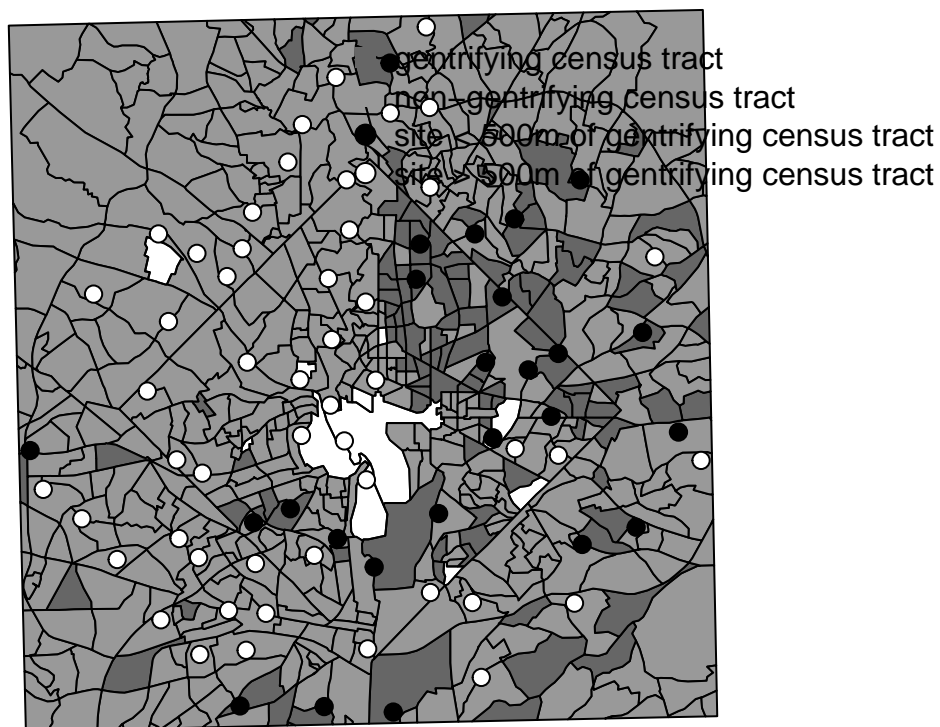 gentrifying census tract
non−gentrifying census tract
site < 500m of gentrifying census tract
site > 500m of gentrifying census tract